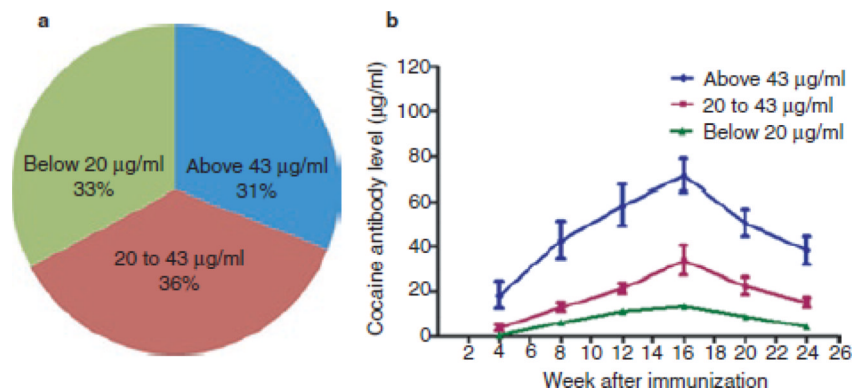 a
Below 20 μg/ml
33%
Above 43 μg/ml
31%
20 to 43 μg/ml
36%
b
Cocaine antibody level (μg/ml)
120
100
80
60
40
20
0
Above 43 μg/ml
20 to 43 μg/ml
Below 20 μg/ml
2 4 6 8 10 12 14 16 18 20 22 24 26
Week after immunization